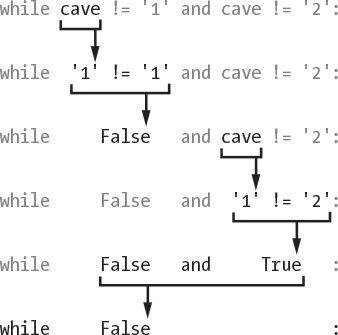 while cave != '1' and cave != '2':
while '1' != '1' and cave != '2':
while False and cave != '2':
while False and '1' != '2':
while False and True :
while False :